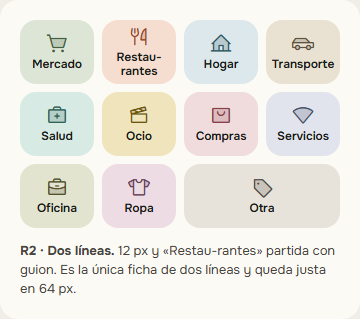 Mercado
Restau-
rantes
Hogar
Transporte
Salud
Ocio
Compras
Servicios
Oficina
Ropa
Otra
R2 · Dos líneas. 12 px y «Restau-rantes» partida con
guion. Es la única ficha de dos líneas y queda justa
en 64 px.